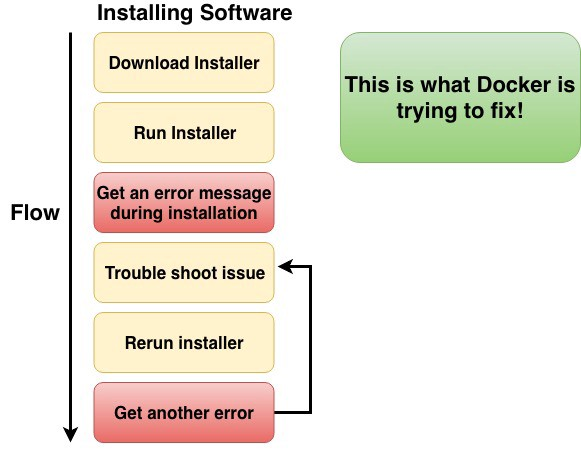 Installing Software
Download Installer
Run Installer
Get an error message
during installation
Flow
Trouble shoot issue
Rerun installer
Get another error
This is what Docker is
trying to fix!